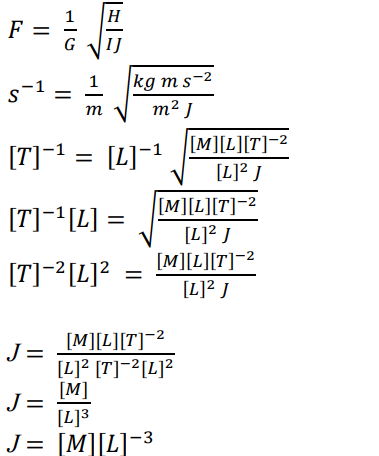 F = 1/G √(H/IJ)
s⁻¹ = 1/m √(kg m s⁻²/m² J)
[T]⁻¹ = [L]⁻¹ √([M][L][T]⁻²/[L]² J)
[T]⁻¹[L] = √([M][L][T]⁻²/[L]² J)
[T]⁻²[L]² = [M][L][T]⁻²/[L]² J
J = [M][L][T]⁻²/[L]² [T]⁻²[L]²
J = [M]/[L]³
J = [M][L]⁻³